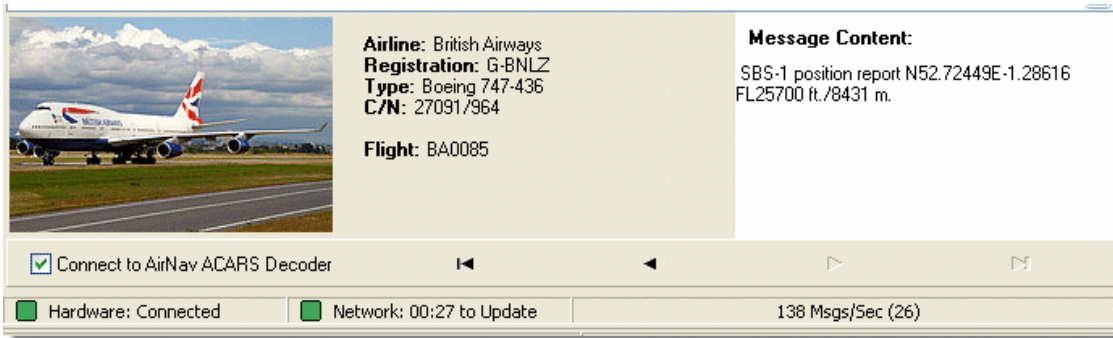 Airline: British Airways
Registration: G-BNLZ
Type: Boeing 747-436
C/N: 27091/964
Flight: BA0085
Message Content:
SBS-1 position report N52.72449E-1.28616
FL25700 ft./8431 m.
BRITISH AIRWAYS
Connect to AirNav ACARS Decoder
Hardware: Connected
Network: 00:27 to Update
138 Msgs/Sec (26)